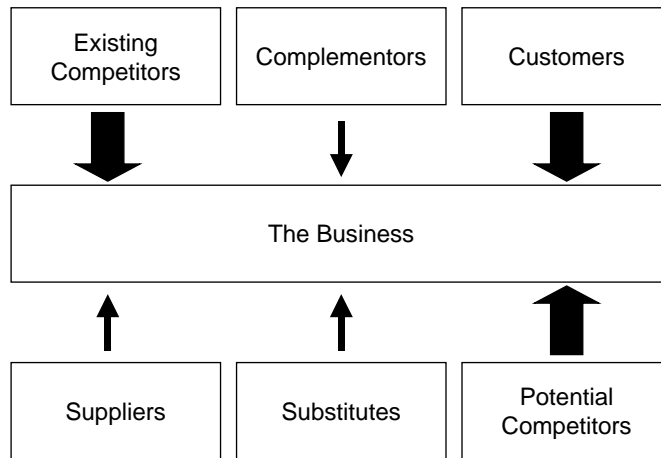 Existing
Competitors
Complementors
Customers
The Business
Suppliers
Substitutes
Potential
Competitors